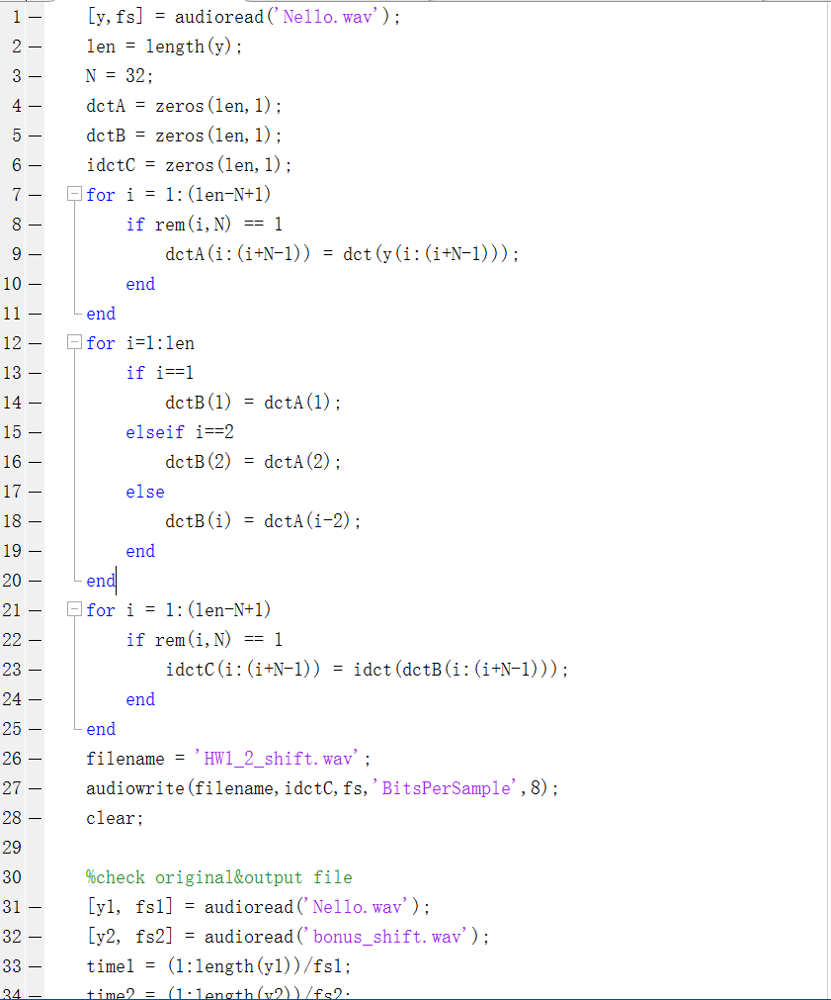 1 — [y,fs] = audioread('Nello.wav');
2 — len = length(y);
3 — N = 32;
4 — dctA = zeros(len,1);
5 — dctB = zeros(len,1);
6 — idctC = zeros(len,1);
7 — for i = 1:(len-N+1)
8 — if rem(i,N) == 1
9 — dctA(i:(i+N-1)) = dct(y(i:(i+N-1)));
10 — end
11 — end
12 — for i=1:len
13 — if i==1
14 — dctB(1) = dctA(1);
15 — elseif i==2
16 — dctB(2) = dctA(2);
17 — else
18 — dctB(i) = dctA(i-2);
19 — end
20 — end
21 — for i = 1:(len-N+1)
22 — if rem(i,N) == 1
23 — idctC(i:(i+N-1)) = idct(dctB(i:(i+N-1)));
24 — end
25 — end
26 — filename = 'HW1_2_shift.wav';
27 — audiowrite(filename,idctC,fs,'BitsPerSample',8);
28 — clear;
29
30 %check original&output file
31 — [y1, fs1] = audioread('Nello.wav');
32 — [y2, fs2] = audioread('bonus_shift.wav');
33 — time1 = (1:length(y1))/fs1;
34 — time2 = (1:length(y2))/fs2;